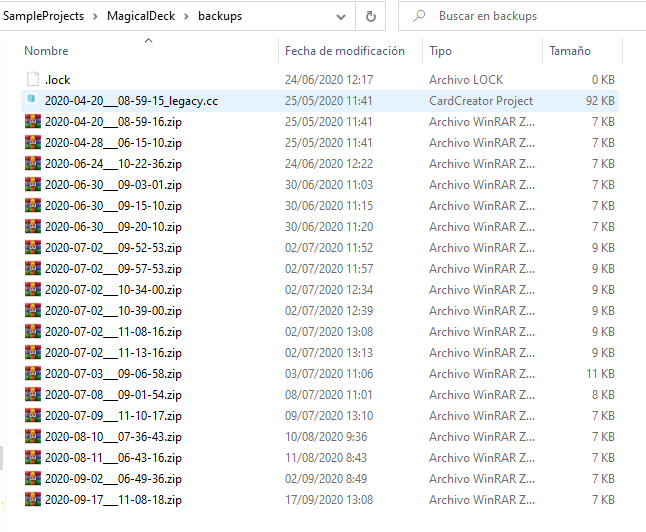 SampleProjects > MagicalDeck > backups
Buscar en backups
Nombre Fecha de modificación Tipo Tamaño
.lock 24/06/2020 12:17 Archivo LOCK 0 KB
2020-04-20___08-59-15_legacy.cc 25/05/2020 11:41 CardCreator Project 92 KB
2020-04-20___08-59-16.zip 25/05/2020 11:41 Archivo WinRAR Z... 7 KB
2020-04-28___06-15-10.zip 25/05/2020 11:41 Archivo WinRAR Z... 7 KB
2020-06-24___10-22-36.zip 24/06/2020 12:22 Archivo WinRAR Z... 7 KB
2020-06-30___09-03-01.zip 30/06/2020 11:03 Archivo WinRAR Z... 7 KB
2020-06-30___09-15-10.zip 30/06/2020 11:15 Archivo WinRAR Z... 7 KB
2020-06-30___09-20-10.zip 30/06/2020 11:20 Archivo WinRAR Z... 7 KB
2020-07-02___09-52-53.zip 02/07/2020 11:52 Archivo WinRAR Z... 9 KB
2020-07-02___09-57-53.zip 02/07/2020 11:57 Archivo WinRAR Z... 9 KB
2020-07-02___10-34-00.zip 02/07/2020 12:34 Archivo WinRAR Z... 9 KB
2020-07-02___10-39-00.zip 02/07/2020 12:39 Archivo WinRAR Z... 9 KB
2020-07-02___11-08-16.zip 02/07/2020 13:08 Archivo WinRAR Z... 9 KB
2020-07-02___11-13-16.zip 02/07/2020 13:13 Archivo WinRAR Z... 9 KB
2020-07-03___09-06-58.zip 03/07/2020 11:06 Archivo WinRAR Z... 11 KB
2020-07-08___09-01-54.zip 08/07/2020 11:01 Archivo WinRAR Z... 8 KB
2020-07-09___11-10-17.zip 09/07/2020 13:10 Archivo WinRAR Z... 7 KB
2020-08-10___07-36-43.zip 10/08/2020 9:36 Archivo WinRAR Z... 7 KB
2020-08-11___06-43-16.zip 11/08/2020 8:43 Archivo WinRAR Z... 7 KB
2020-09-02___06-49-36.zip 02/09/2020 8:49 Archivo WinRAR Z... 7 KB
2020-09-17___11-08-18.zip 17/09/2020 13:08 Archivo WinRAR Z... 7 KB